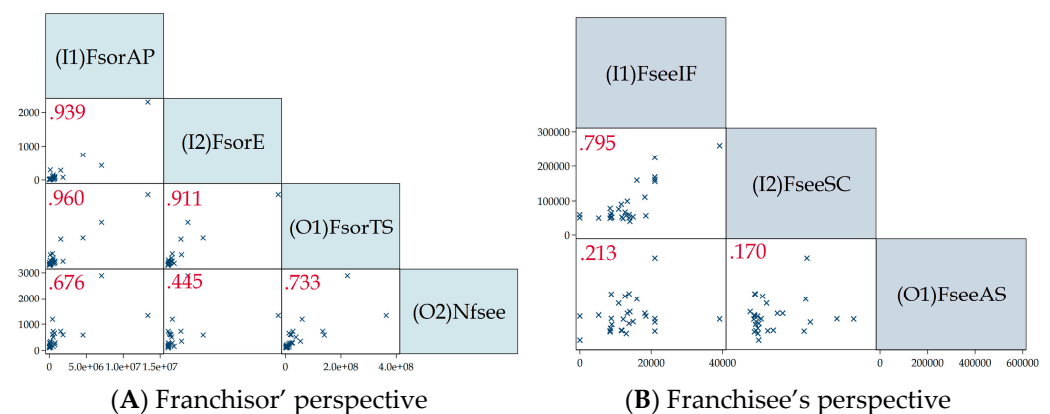 (I1)FsorAP
2000
1000
0
.939
(I2)FsorE
.960
.911
(O1)FsorTS
3000
2000
1000
0
.676
.445
.733
(O2)Nfsee
0 5.0e+06 1.0e+07 1.5e+07
0 2.0e+08 4.0e+08
(A) Franchisor' perspective
(I1)FseeIF
300000
200000
100000
0
.795
(I2)FseeSC
.213
.170
(O1)FseeAS
0 20000 40000
0 200000 400000 600000
(B) Franchisee's perspective